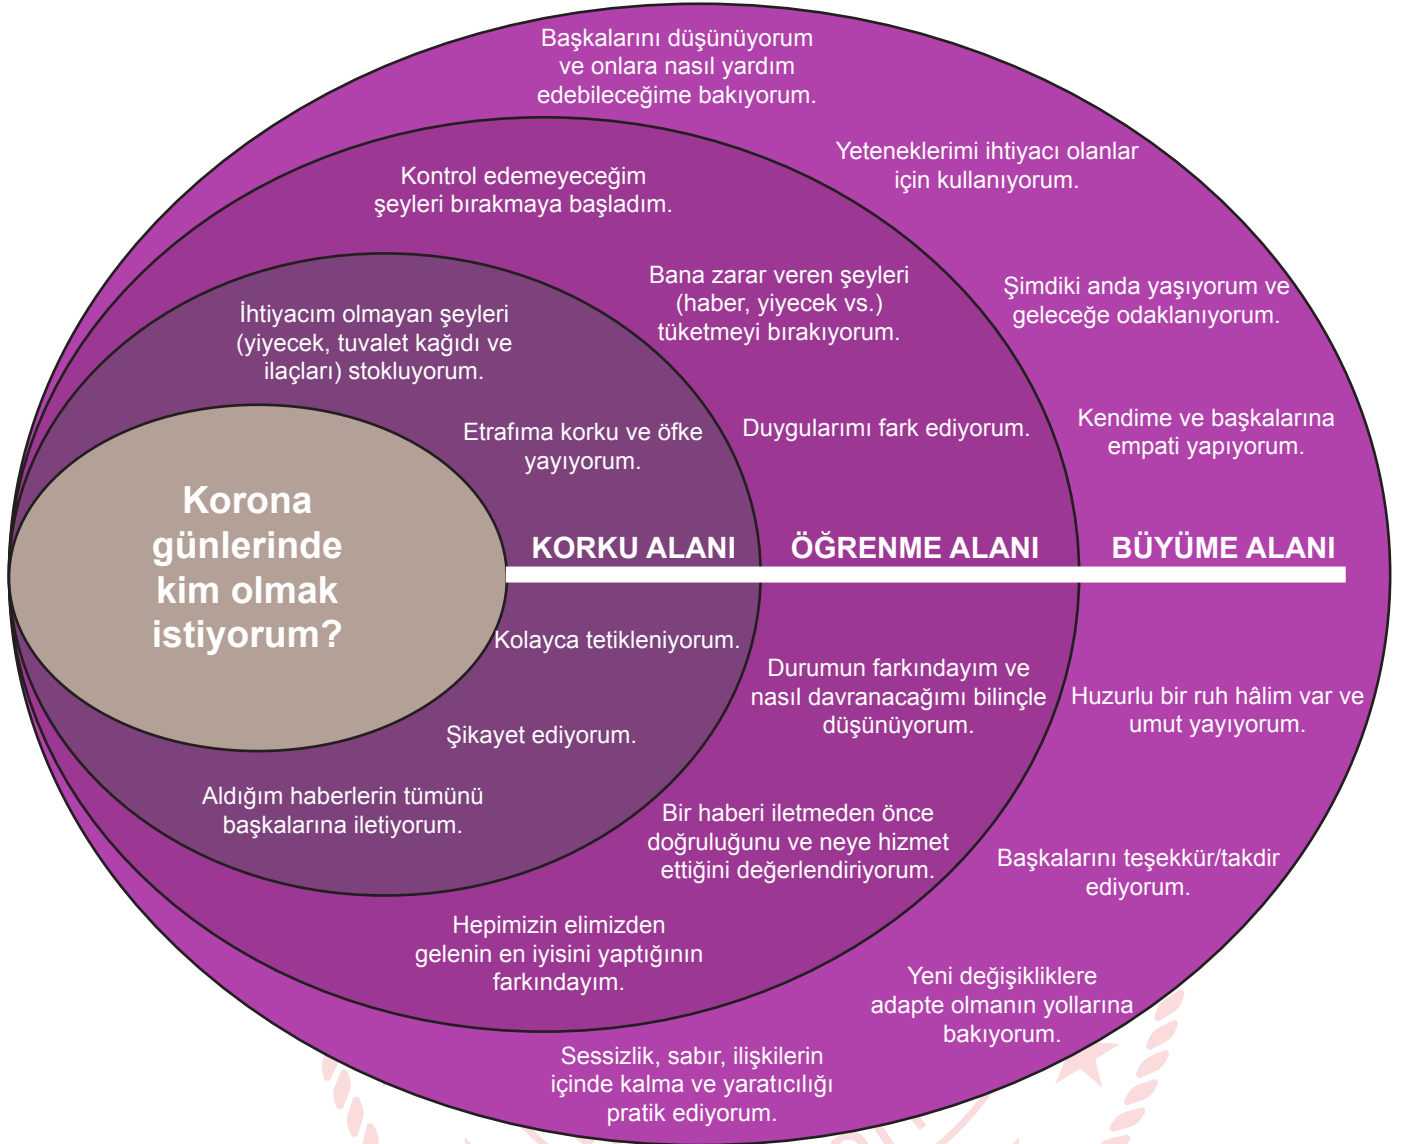 Başkalarını düşünüyorum
ve onlara nasıl yardım
edebileceğime bakıyorum.
Yeteneklerimi ihtiyacı olanlar
için kullanıyorum.
Kontrol edemeyeceğim
şeyleri bırakmaya başladım.
Bana zarar veren şeyleri
(haber, yiyecek vs.)
tüketmeyi bırakıyorum.
Şimdiki anda yaşıyorum ve
geleceğe odaklanıyorum.
İhtiyacım olmayan şeyleri
(yiyecek, tuvalet kağıdı ve
ilaçları) stokluyorum.
Etrafıma korku ve öfke
yayıyorum.
Duygularımı fark ediyorum.
Kendime ve başkalarına
empati yapıyorum.
Korona
günlerinde
kim olmak
istiyorum?
KORKU ALANI
ÖĞRENME ALANI
BÜYÜME ALANI
Kolayca tetikleniyorum.
Durumun farkındayım ve
nasıl davranacağımı bilinçle
düşünüyorum.
Huzurlu bir ruh hâlim var ve
umut yayıyorum.
Şikayet ediyorum.
Aldığım haberlerin tümünü
başkalarına iletiyorum.
Bir haberi iletmeden önce
doğruluğunu ve neye hizmet
ettiğini değerlendiriyorum.
Başkalarını teşekkür/takdir
ediyorum.
Hepimizin elimizden
gelenin en iyisini yaptığının
farkındayım.
Yeni değişikliklere
adapte olmanın yollarına
bakıyorum.
Sessizlik, sabır, ilişkilerin
içinde kalma ve yaratıcılığı
pratik ediyorum.